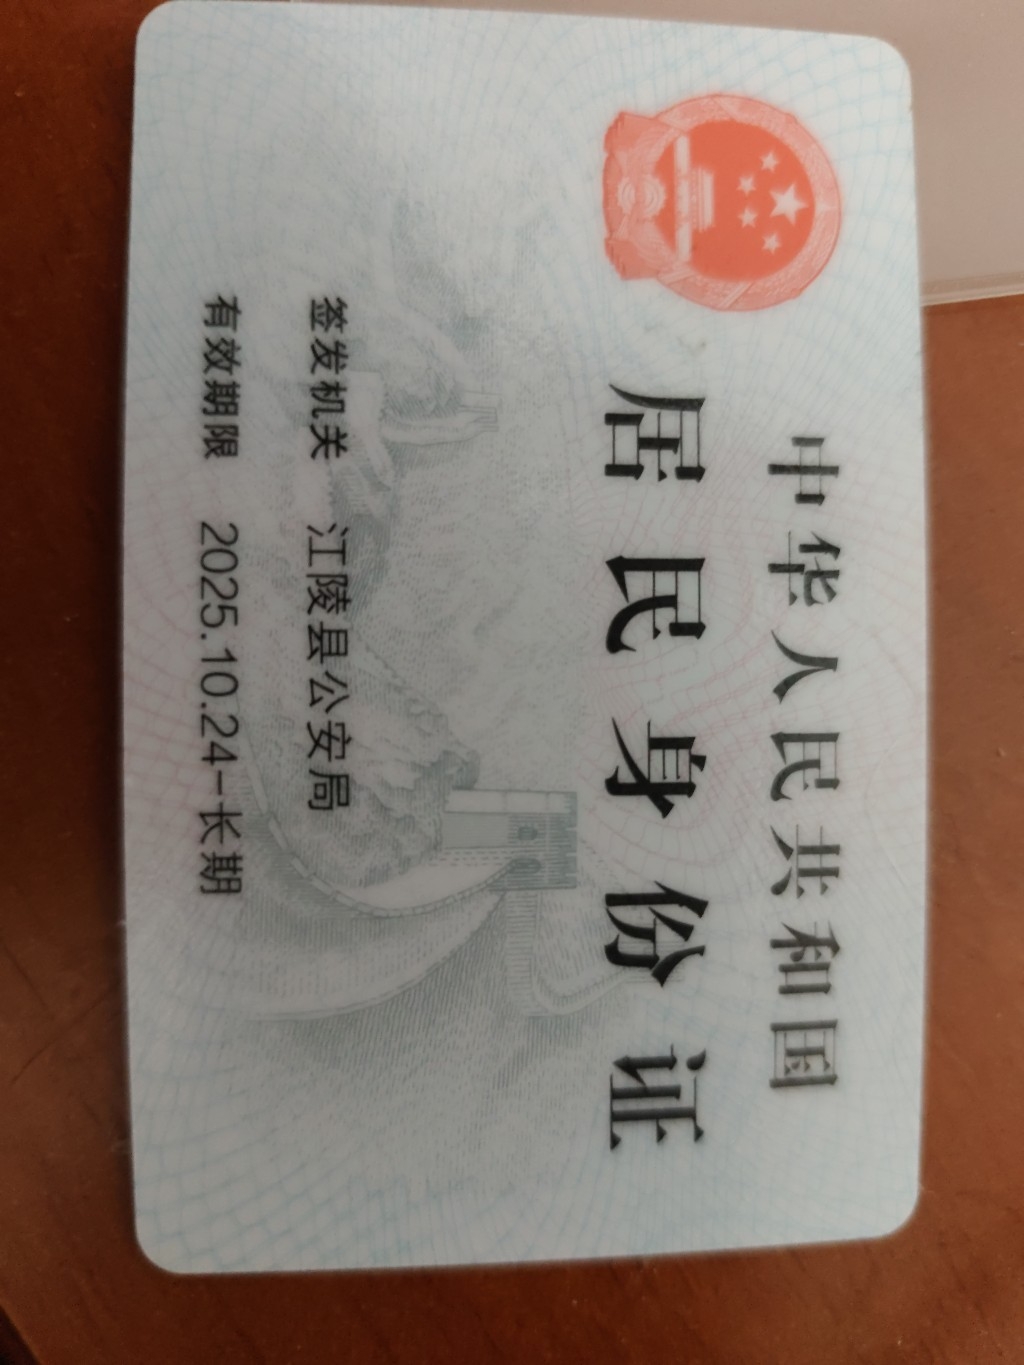 中华人民共和国
居民身份证
签发机关 江陵县公安局
有效期限 2025.10.24-长期